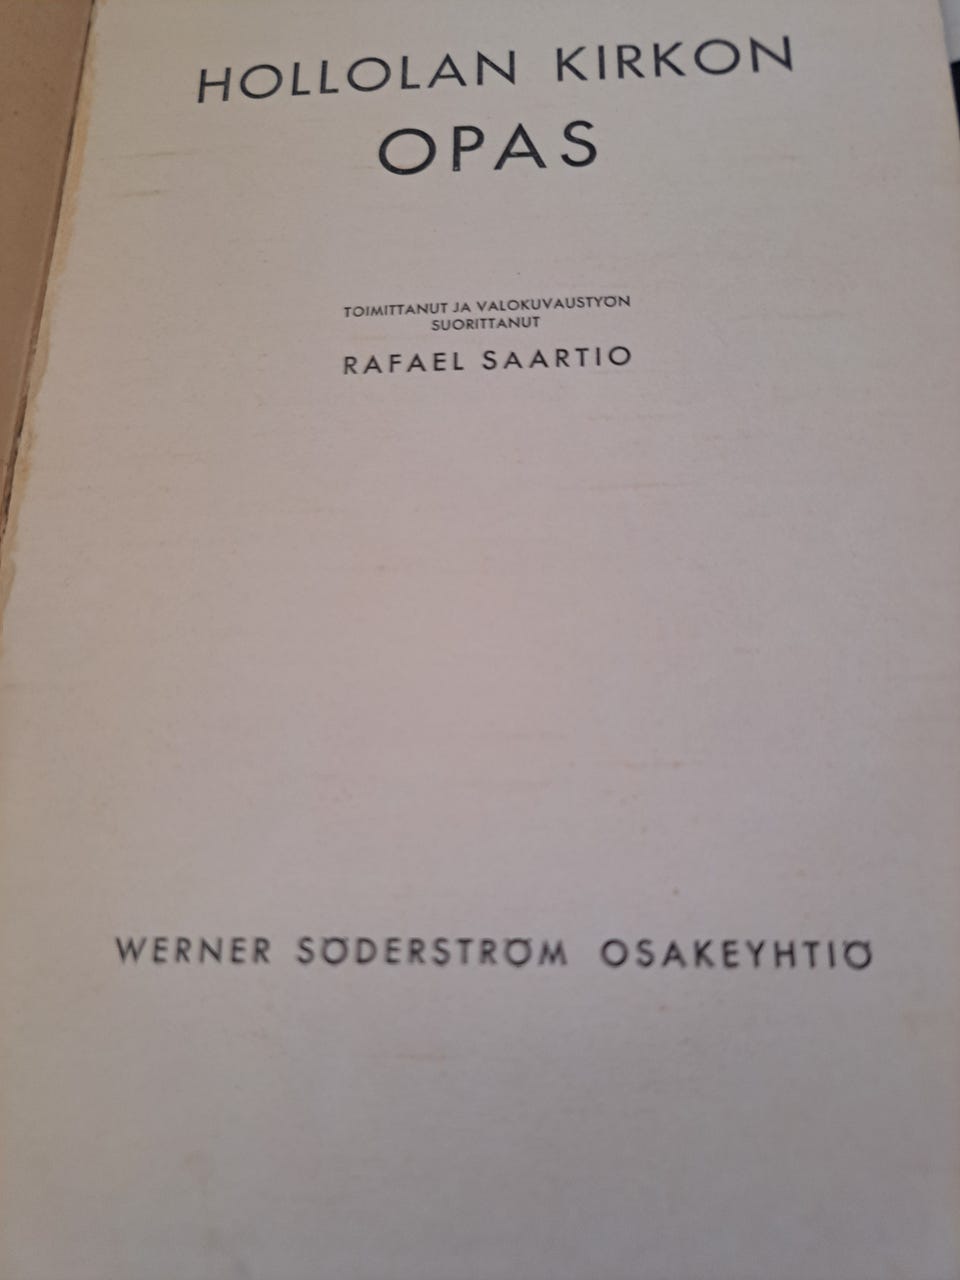 HOLLOLAN KIRKON
OPAS
TOIMITTANUT JA VALOKUVAUSTYÖN
SUORITTANUT
RAFAEL SAARTIO
WERNER SÖDERSTRÖM OSAKEYHTIÖ